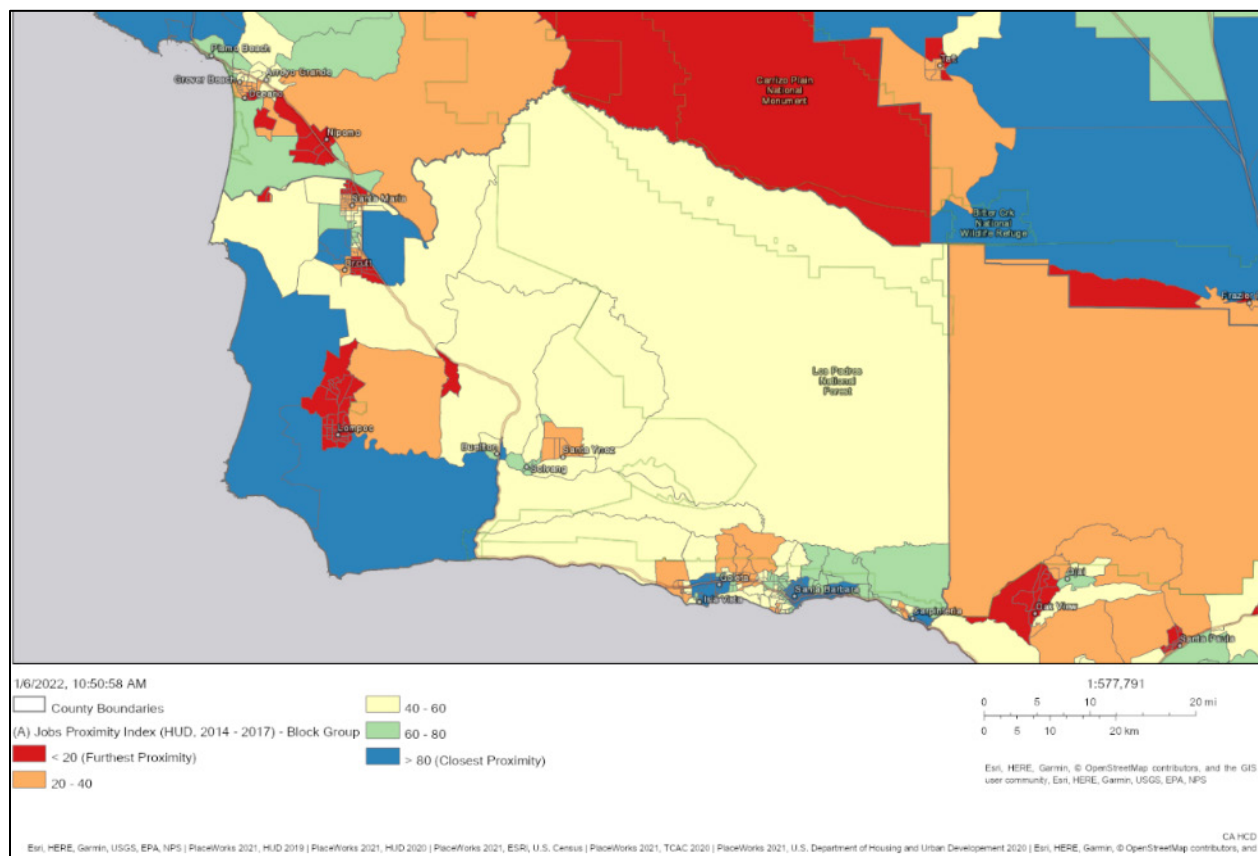 Pismo Beach
Grover Beach
Arroyo Grande
Oceano
Nipomo
Santa Maria
Orcutt
Lompoc
Buellton
Solvang
Santa Ynez
Goleta
Isla Vista
Santa Barbara
Carpinteria
Carrizo Plain
National
Monument
Taft
Bitter Crk
National
Wildlife Refuge
Los Padres
National
Forest
Frazier
Ojai
Oak View
Santa Paula
1/6/2022, 10:50:58 AM
County Boundaries
(A) Jobs Proximity Index (HUD, 2014 - 2017) - Block Group
< 20 (Furthest Proximity)
20 - 40
40 - 60
60 - 80
> 80 (Closest Proximity)
1:577,791
0 5 10 20 mi
0 5 10 20 km
Esri, HERE, Garmin, © OpenStreetMap contributors, and the GIS
user community, Esri, HERE, Garmin, USGS, EPA, NPS
CA HCD
Esri, HERE, Garmin, USGS, EPA, NPS | PlaceWorks 2021, HUD 2019 | PlaceWorks 2021, HUD 2020 | PlaceWorks 2021, ESRI, U.S. Census | PlaceWorks 2021, TCAC 2020 | PlaceWorks 2021, U.S. Department of Housing and Urban Developement 2020 | Esri, HERE, Garmin, © OpenStreetMap contributors, and